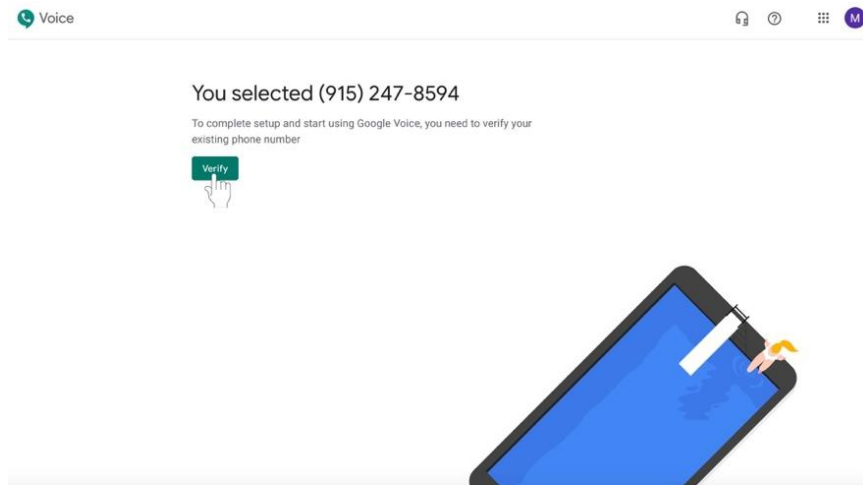 Voice
M
You selected (915) 247-8594
To complete setup and start using Google Voice, you need to verify your
existing phone number
Verify